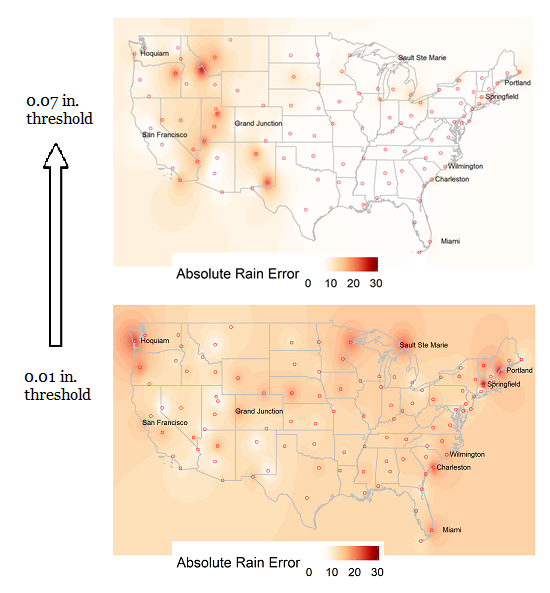 Hoquiam
Sault Ste Marie
Portland
0.07 in.
threshold
Springfield
Grand Junction
San Francisco
Wilmington
Charleston
Miami
Absolute Rain Error
0 10 20 30
Hoquiam
Sault Ste Marie
0.01 in.
threshold
Portland
Springfield
Grand Junction
San Francisco
Wilmington
Charleston
Miami
Absolute Rain Error
0 10 20 30